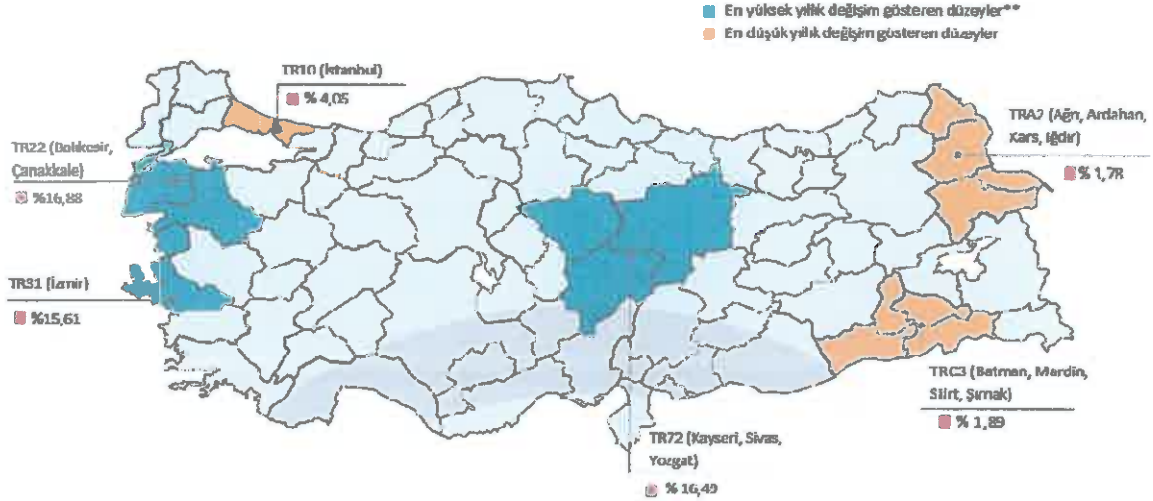 En yüksek yıllık değişim gösteren düzeyler**
En düşük yıllık değişim gösteren düzeyler
TR10 (İstanbul)
% 4,05
TRA2 (Ağrı, Ardahan,
Kars, Iğdır)
% 1,78
TR22 (Balıkesir,
Çanakkale)
%16,88
TR31 (İzmir)
%15,61
TRC3 (Batman, Mardin,
Siirt, Şırnak)
% 1,89
TR72 (Kayseri, Sivas,
Yozgat)
% 16,49